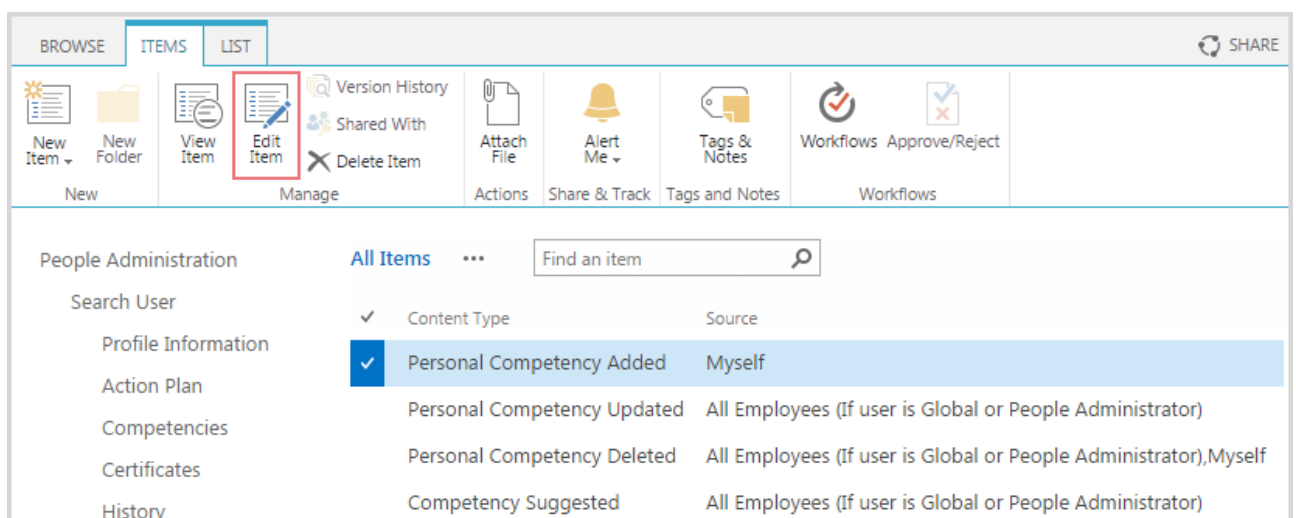 BROWSE ITEMS LIST SHARE
New Item New Folder View Item Edit Item Version History Shared With Delete Item Attach File Alert Me Tags & Notes Workflows Approve/Reject
New Manage Actions Share & Track Tags and Notes Workflows
People Administration
Search User
Profile Information
Action Plan
Competencies
Certificates
History
All Items ... Find an item
Content Type Source
Personal Competency Added Myself
Personal Competency Updated All Employees (If user is Global or People Administrator)
Personal Competency Deleted All Employees (If user is Global or People Administrator),Myself
Competency Suggested All Employees (If user is Global or People Administrator)